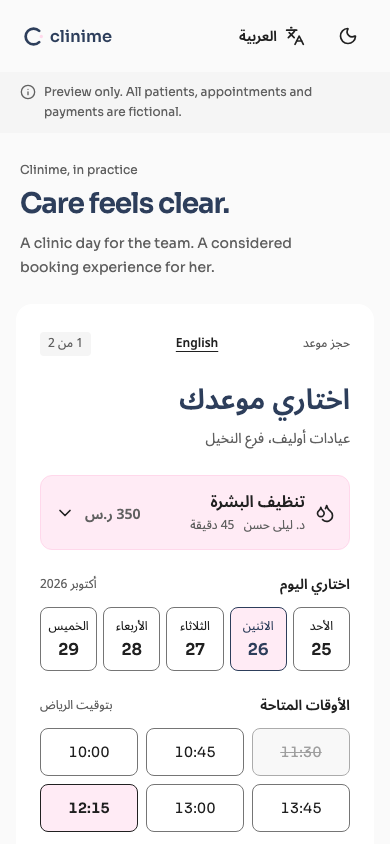 clinime
العربية
Preview only. All patients, appointments and
payments are fictional.
Clinime, in practice
Care feels clear.
A clinic day for the team. A considered
booking experience for her.
حجز موعد
English
1 من 2
اختاري موعدك
عيادات أوليف، فرع النخيل
تنظيف البشرة
د. ليلى حسن 45 دقيقة
350 ر.س
اختاري اليوم
أكتوبر 2026
الأحد
25
الاثنين
26
الثلاثاء
27
الأربعاء
28
الخميس
29
الأوقات المتاحة
بتوقيت الرياض
11:30
10:45
10:00
13:45
13:00
12:15